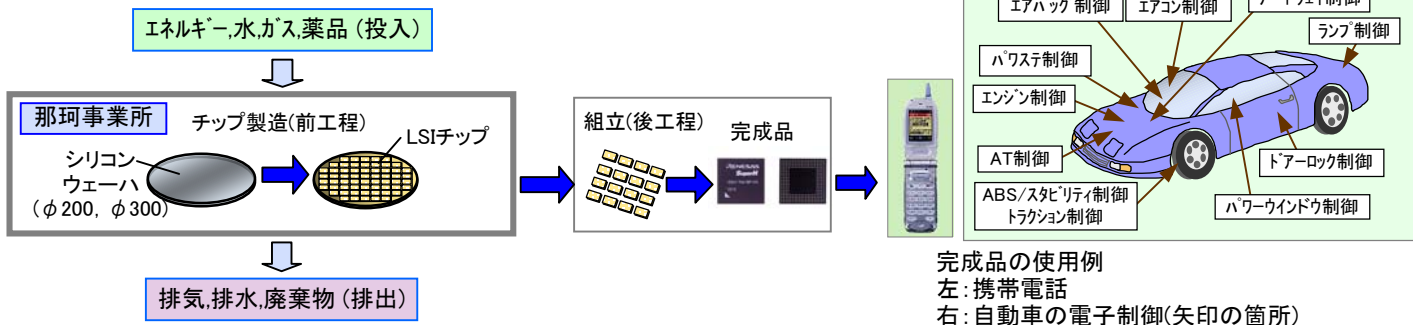 エネルギー,水,ガス,薬品 (投入)
那珂事業所
チップ製造(前工程)
シリコン
ウェーハ
(φ200, φ300)
LSIチップ
排気,排水,廃棄物 (排出)
組立(後工程)
完成品
エアバッグ制御
エアコン制御
ランプ制御
パワステ制御
エンジン制御
AT制御
ABS/スタビリティ制御
トラクション制御
ドアーロック制御
パワーウインドウ制御
完成品の使用例
左:携帯電話
右:自動車の電子制御(矢印の箇所)